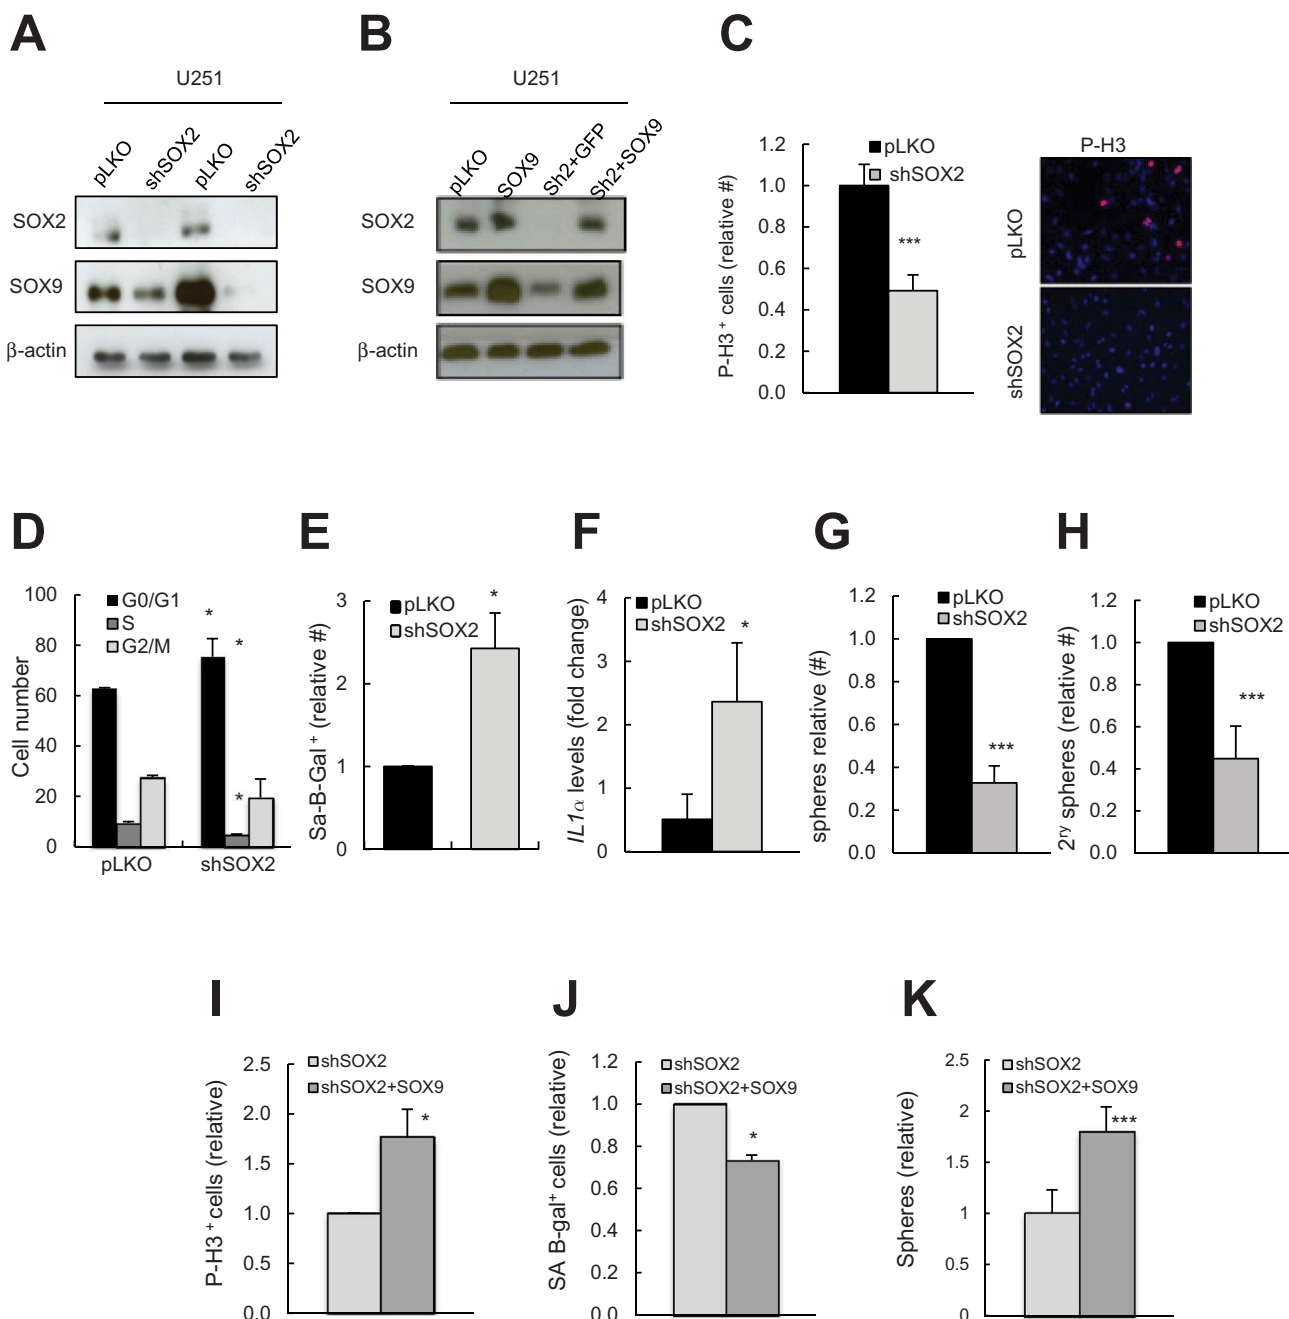 A
U251
pLKO
shSOX2
pLKO
shSOX2
SOX2
SOX9
β-actin
B
U251
pLKO
SOX9
Sh2+GFP
Sh2+SOX9
SOX2
SOX9
β-actin
C
P-H3⁺ cells (relative #)
1.2
1.0
0.8
0.6
0.4
0.2
0.0
pLKO
shSOX2
***
P-H3
pLKO
shSOX2
D
Cell number
100
80
60
40
20
0
G0/G1
S
G2/M
*
*
*
pLKO
shSOX2
E
Sa-B-Gal⁺ (relative #)
3
2
1
0
pLKO
shSOX2
*
F
IL1α levels (fold change)
4
3
2
1
0
pLKO
shSOX2
*
G
spheres relative (#)
1.2
1.0
0.8
0.6
0.4
0.2
0.0
pLKO
shSOX2
***
H
2ʳʸ spheres (relative #)
1.2
1.0
0.8
0.6
0.4
0.2
0.0
pLKO
shSOX2
***
I
P-H3⁺ cells (relative)
2.5
2.0
1.5
1.0
0.5
0.0
shSOX2
shSOX2+SOX9
*
J
SA B-gal⁺ cells (relative)
1.2
1.0
0.8
0.6
0.4
0.2
0.0
shSOX2
shSOX2+SOX9
*
K
Spheres (relative)
2.5
2
1.5
1
0.5
0
shSOX2
shSOX2+SOX9
***